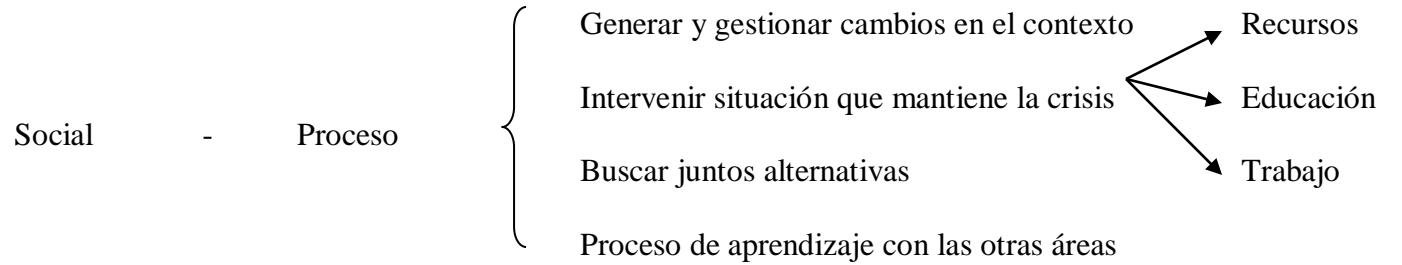 Generar y gestionar cambios en el contexto Recursos
Intervenir situación que mantiene la crisis Educación
Social - Proceso
Buscar juntos alternativas Trabajo
Proceso de aprendizaje con las otras áreas